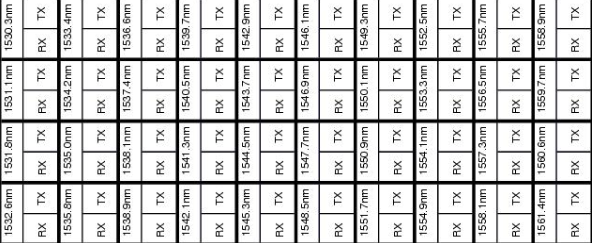 1530.3nm TX RX 1533.4nm TX RX 1536.6nm TX RX 1539.7nm TX RX 1542.9nm TX RX 1546.1nm TX RX 1549.3nm TX RX 1552.5nm TX RX 1555.7nm TX RX 1558.9nm TX RX
1531.1nm TX RX 1534.2nm TX RX 1537.4nm TX RX 1540.5nm TX RX 1543.7nm TX RX 1546.9nm TX RX 1550.1nm TX RX 1553.3nm TX RX 1556.5nm TX RX 1559.7nm TX RX
1531.8nm TX RX 1535.0nm TX RX 1538.1nm TX RX 1541.3nm TX RX 1544.5nm TX RX 1547.7nm TX RX 1550.9nm TX RX 1554.1nm TX RX 1557.3nm TX RX 1560.6nm TX RX
1532.6nm TX RX 1535.8nm TX RX 1538.9nm TX RX 1542.1nm TX RX 1545.3nm TX RX 1548.5nm TX RX 1551.7nm TX RX 1554.9nm TX RX 1558.1nm TX RX 1561.4nm TX RX